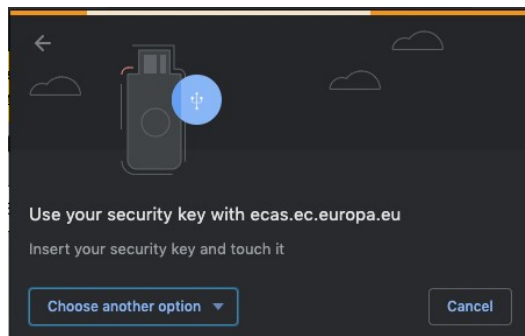 Use your security key with ecas.ec.europa.eu
Insert your security key and touch it
Choose another option
Cancel